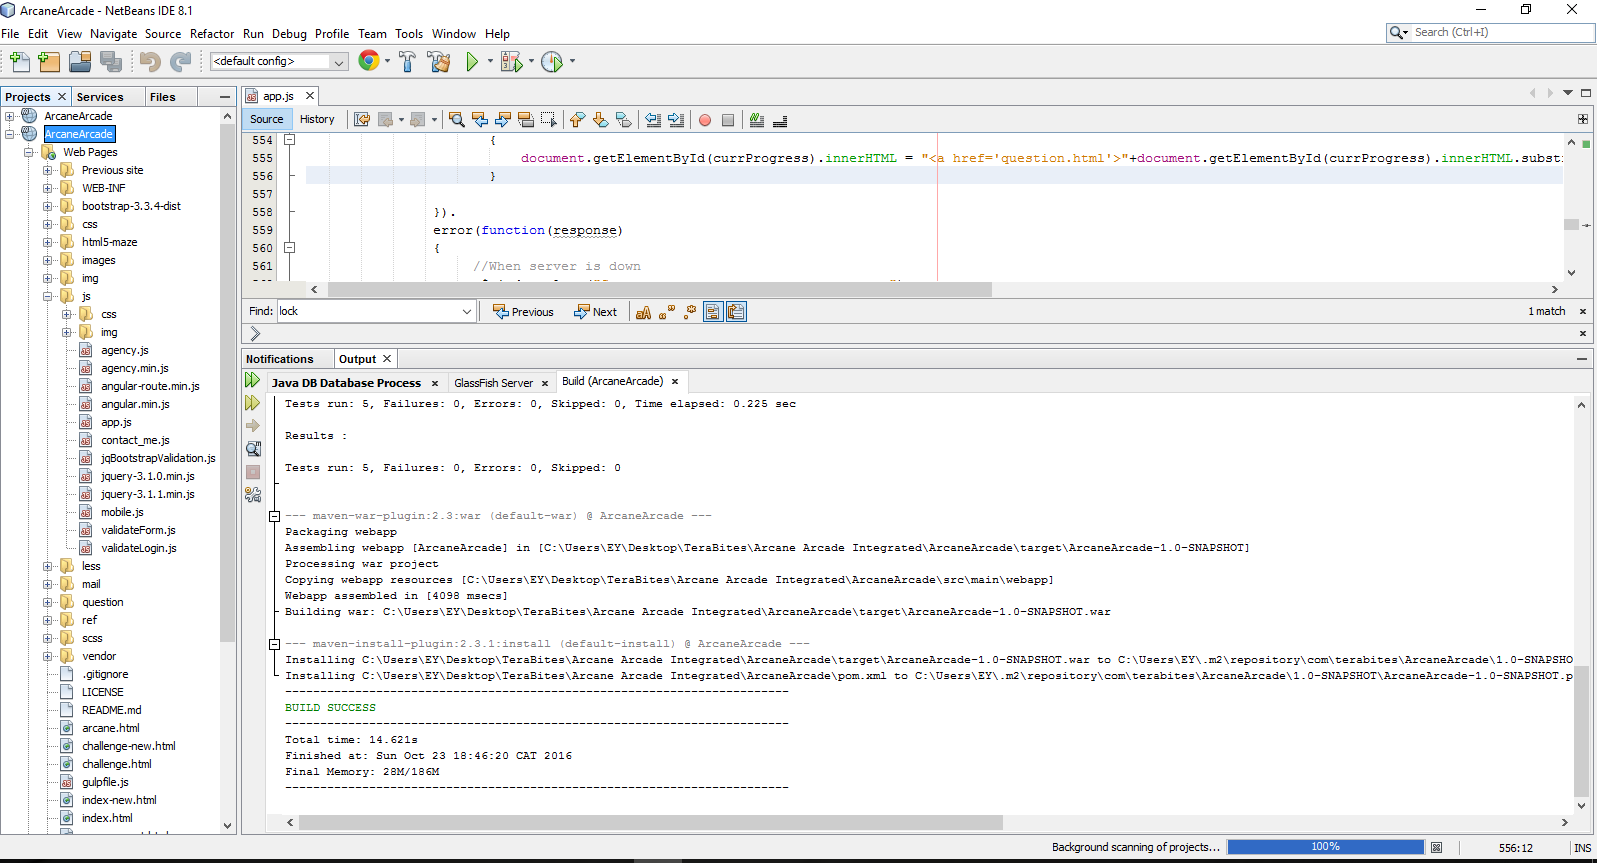 ArcaneArcade - NetBeans IDE 8.1
File Edit View Navigate Source Refactor Run Debug Profile Team Tools Window Help
Search (Ctrl+I)
<default config>
Projects Services Files
ArcaneArcade
ArcaneArcade
Web Pages
Previous site
WEB-INF
bootstrap-3.3.4-dist
css
html5-maze
images
img
js
css
img
agency.js
agency.min.js
angular-route.min.js
angular.min.js
app.js
contact_me.js
jqBootstrapValidation.js
jquery-3.1.0.min.js
jquery-3.1.1.min.js
mobile.js
validateForm.js
validateLogin.js
less
mail
question
ref
scss
vendor
.gitignore
LICENSE
README.md
arcane.html
challenge-new.html
challenge.html
gulpfile.js
index-new.html
index.html
app.js
Source History
554 {
555 document.getElementById(currProgress).innerHTML = "<a href='question.html'>"+document.getElementById(currProgress).innerHTML.substr
556 }
557
558 }).
559 error(function(response)
560 {
561 //When server is down
Find: lock Previous Next 1 match
Notifications Output
Java DB Database Process GlassFish Server Build (ArcaneArcade)
Tests run: 5, Failures: 0, Errors: 0, Skipped: 0, Time elapsed: 0.225 sec
Results :
Tests run: 5, Failures: 0, Errors: 0, Skipped: 0
--- maven-war-plugin:2.3:war (default-war) @ ArcaneArcade ---
Packaging webapp
Assembling webapp [ArcaneArcade] in [C:\Users\EY\Desktop\TeraBites\Arcane Arcade Integrated\ArcaneArcade\target\ArcaneArcade-1.0-SNAPSHOT]
Processing war project
Copying webapp resources [C:\Users\EY\Desktop\TeraBites\Arcane Arcade Integrated\ArcaneArcade\src\main\webapp]
Webapp assembled in [4098 msecs]
Building war: C:\Users\EY\Desktop\TeraBites\Arcane Arcade Integrated\ArcaneArcade\target\ArcaneArcade-1.0-SNAPSHOT.war
--- maven-install-plugin:2.3.1:install (default-install) @ ArcaneArcade ---
Installing C:\Users\EY\Desktop\TeraBites\Arcane Arcade Integrated\ArcaneArcade\target\ArcaneArcade-1.0-SNAPSHOT.war to C:\Users\EY\.m2\repository\com\terabites\ArcaneArcade\1.0-SNAPSHO
Installing C:\Users\EY\Desktop\TeraBites\Arcane Arcade Integrated\ArcaneArcade\pom.xml to C:\Users\EY\.m2\repository\com\terabites\ArcaneArcade\1.0-SNAPSHOT\ArcaneArcade-1.0-SNAPSHOT.p
------------------------------------------------------------------------
BUILD SUCCESS
------------------------------------------------------------------------
Total time: 14.621s
Finished at: Sun Oct 23 18:46:20 CAT 2016
Final Memory: 28M/186M
------------------------------------------------------------------------
Background scanning of projects... 100% 556:12 INS